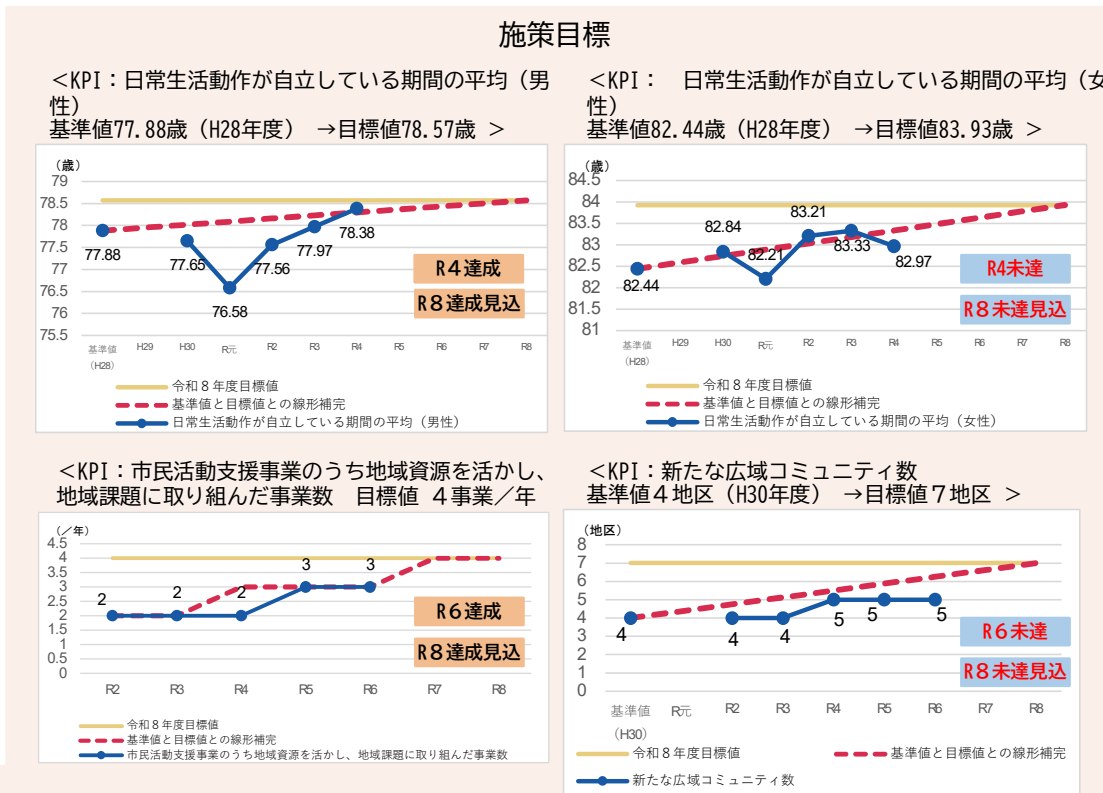 施策目標
<KPI：日常生活動作が自立している期間の平均（男
性）
基準値77.88歳（H28年度） →目標値78.57歳 >
（歳）
79
78.5
78
77.5
77
76.5
76
75.5
77.88
77.65
76.58
77.56
77.97
78.38
R４達成
R８達成見込
基準値
（H28）
H29
H30
R元
R2
R3
R4
R5
R6
R7
R8
令和８年度目標値
基準値と目標値との線形補完
日常生活動作が自立している期間の平均（男性）
<KPI：　日常生活動作が自立している期間の平均（女
性）
基準値82.44歳（H28年度） →目標値83.93歳 >
（歳）
84.5
84
83.5
83
82.5
82
81.5
81
82.44
82.84
82.21
83.21
83.33
82.97
R4未達
R８未達見込
基準値
（H28）
H29
H30
R元
R2
R3
R4
R5
R6
R7
R8
令和８年度目標値
基準値と目標値との線形補完
日常生活動作が自立している期間の平均（女性）
<KPI：市民活動支援事業のうち地域資源を活かし、
地域課題に取り組んだ事業数　目標値 ４事業／年
（／年）
4.5
4
3.5
3
2.5
2
1.5
1
0.5
0
2
2
2
3
3
R６達成
R８達成見込
R2
R3
R4
R5
R6
R7
R8
令和８年度目標値
基準値と目標値との線形補完
市民活動支援事業のうち地域資源を活かし、地域課題に取り組んだ事業数
<KPI：新たな広域コミュニティ数
基準値４地区（H30年度） →目標値７地区 >
（地区）
8
7
6
5
4
3
2
1
0
4
4
4
5
5
5
R６未達
R８未達見込
基準値
（H30）
R元
R2
R3
R4
R5
R6
R7
R8
令和８年度目標値
基準値と目標値との線形補完
新たな広域コミュニティ数